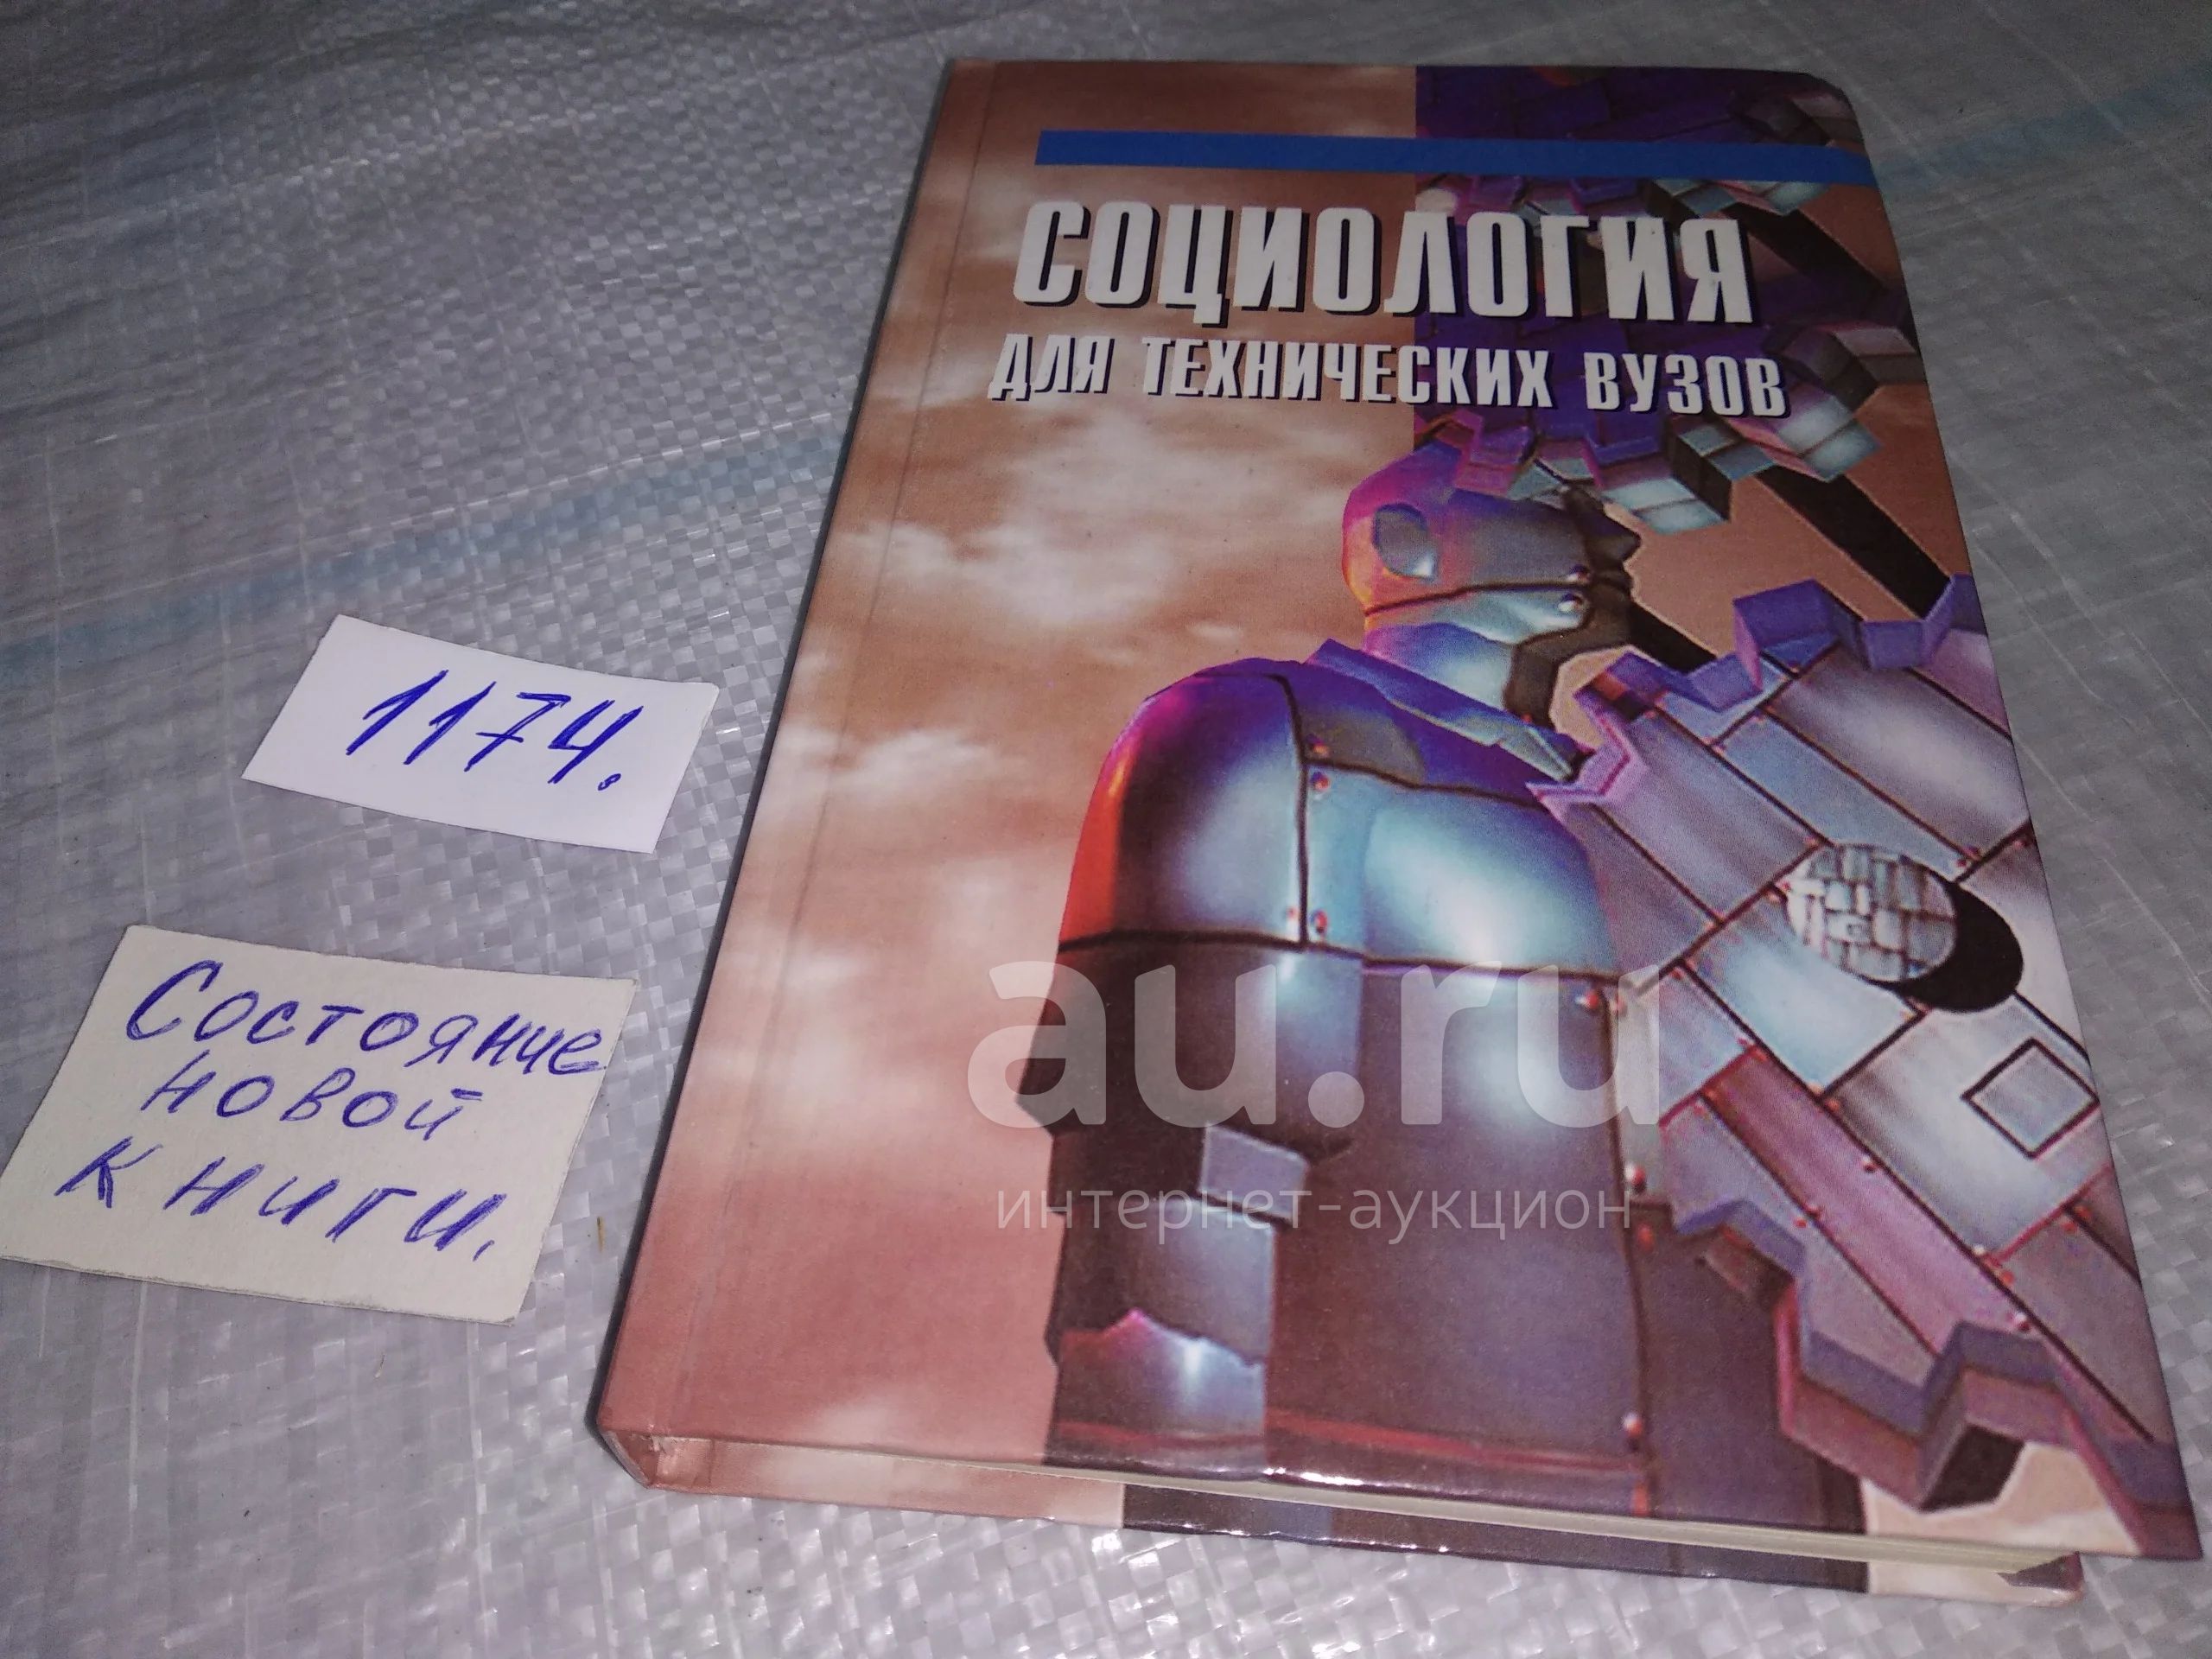 СОЦИОЛОГИЯ
ДЛЯ ТЕХНИЧЕСКИХ ВУЗОВ
1174.
Состояние
новой
книги.
au.ru
интернет-аукцион